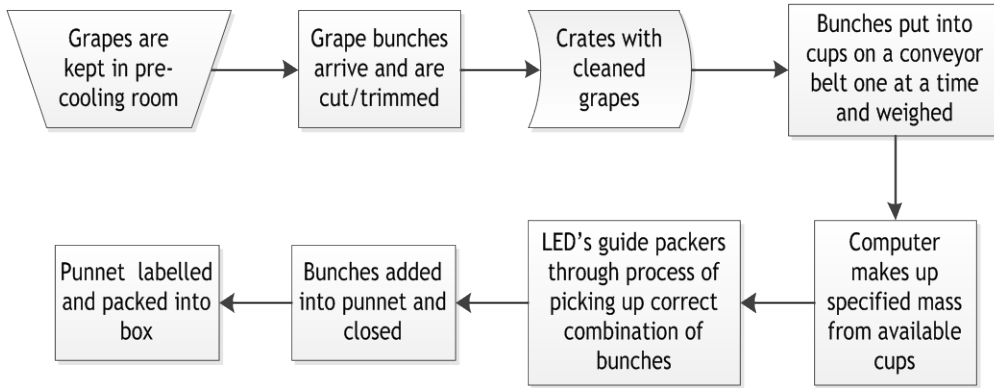 Grapes are
kept in pre-
cooling room
Grape bunches
arrive and are
cut/trimmed
Crates with
cleaned
grapes
Bunches put into
cups on a conveyor
belt one at a time
and weighed
Computer
makes up
specified mass
from available
cups
LED's guide packers
through process of
picking up correct
combination of
bunches
Bunches added
into punnet and
closed
Punnet labelled
and packed into
box